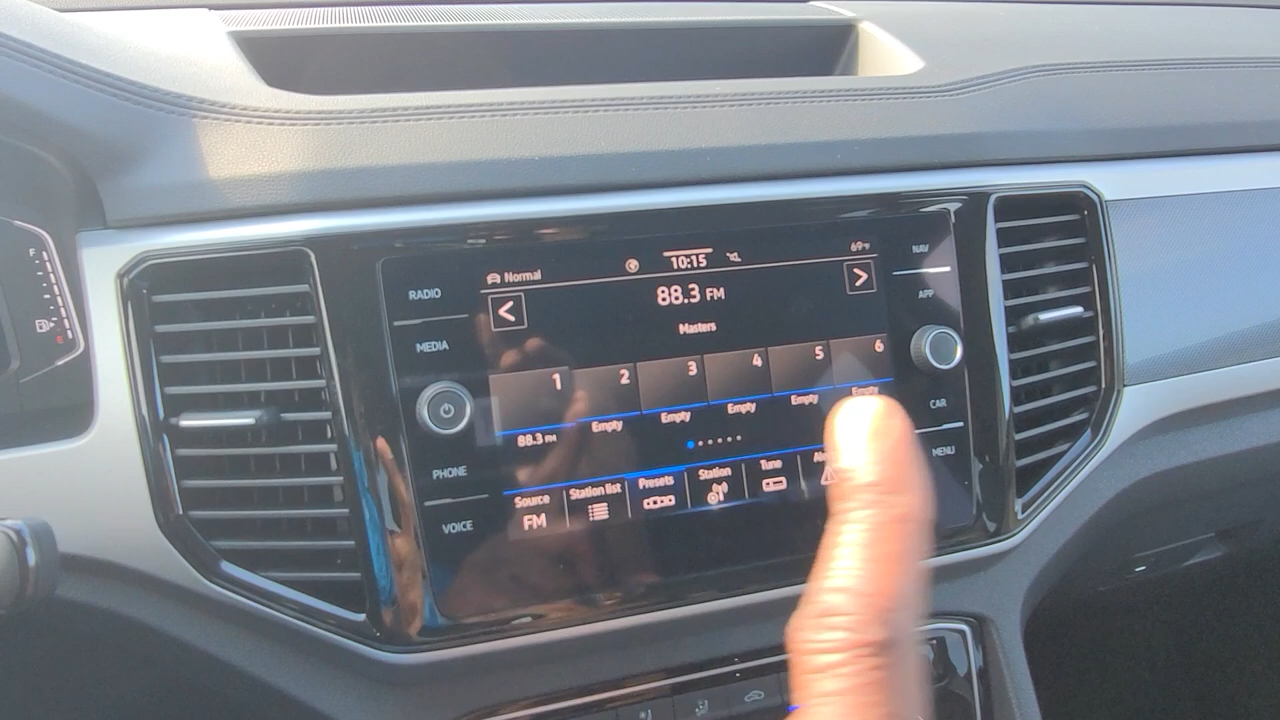 F
Normal
10:15
69°F
RADIO
NAV
88.3 FM
APP
Masters
MEDIA
1
2
3
4
5
6
88.3 FM
Empty
Empty
Empty
Empty
Empty
CAR
PHONE
MENU
Source
Station list
Presets
Station
Tune
FM
VOICE